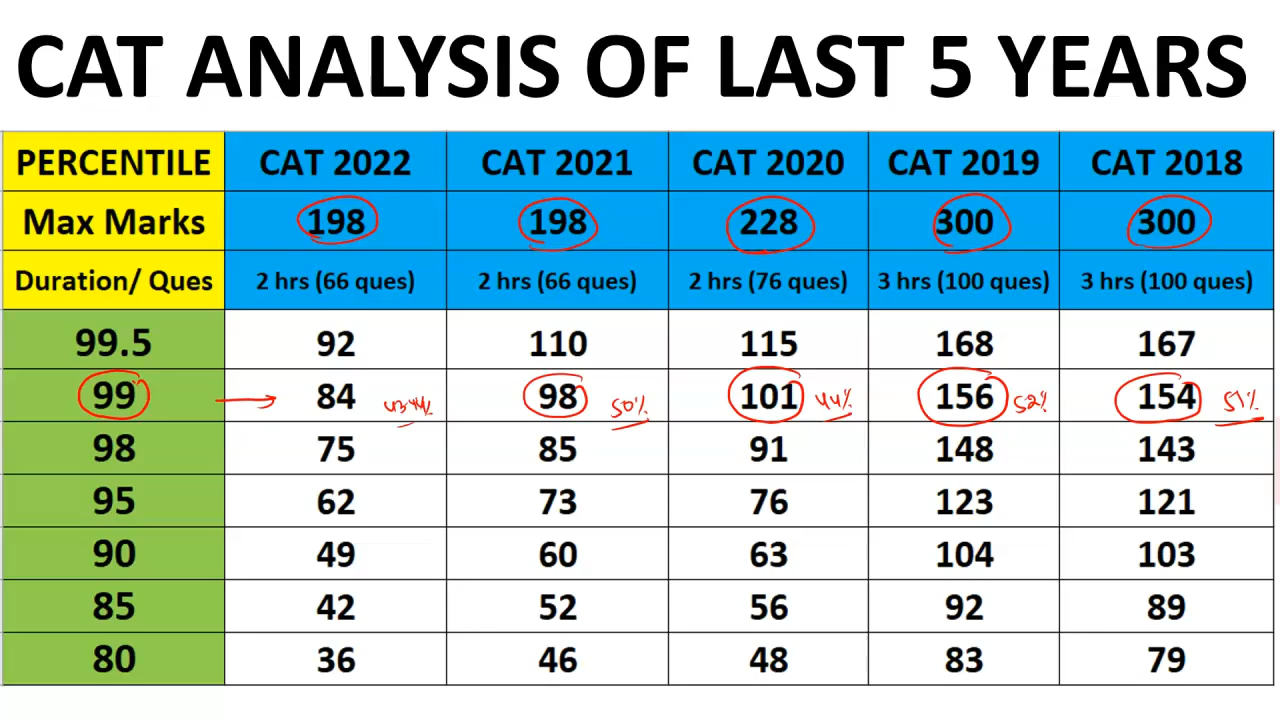 CAT ANALYSIS OF LAST 5 YEARS
PERCENTILE CAT 2022 CAT 2021 CAT 2020 CAT 2019 CAT 2018
Max Marks 198 198 228 300 300
Duration/ Ques 2 hrs (66 ques) 2 hrs (66 ques) 2 hrs (76 ques) 3 hrs (100 ques) 3 hrs (100 ques)
99.5 92 110 115 168 167
99 84 98 50% 101 44% 156 52% 154 51%
98 75 85 91 148 143
95 62 73 76 123 121
90 49 60 63 104 103
85 42 52 56 92 89
80 36 46 48 83 79